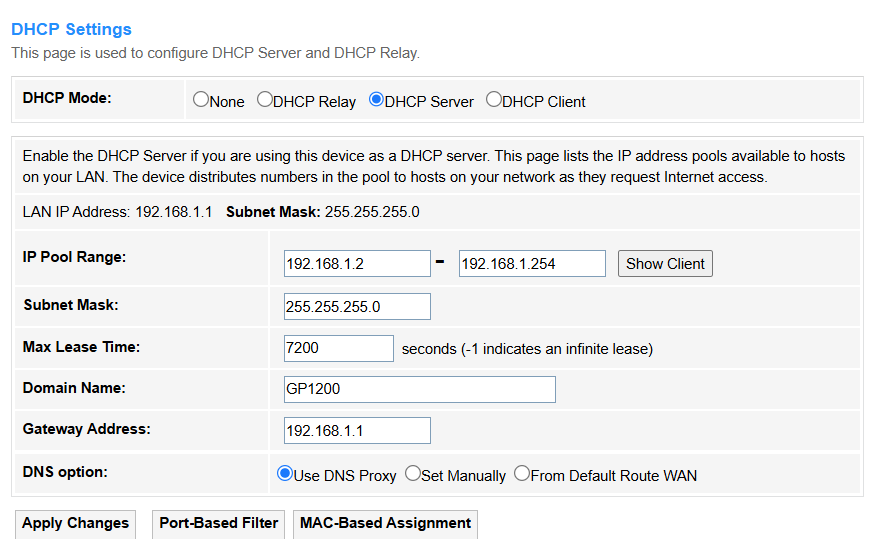 DHCP Settings
This page is used to configure DHCP Server and DHCP Relay.
DHCP Mode: None DHCP Relay DHCP Server DHCP Client
Enable the DHCP Server if you are using this device as a DHCP server. This page lists the IP address pools available to hosts
on your LAN. The device distributes numbers in the pool to hosts on your network as they request Internet access.
LAN IP Address: 192.168.1.1 Subnet Mask: 255.255.255.0
IP Pool Range: 192.168.1.2 - 192.168.1.254 Show Client
Subnet Mask: 255.255.255.0
Max Lease Time: 7200 seconds (-1 indicates an infinite lease)
Domain Name: GP1200
Gateway Address: 192.168.1.1
DNS option: Use DNS Proxy Set Manually From Default Route WAN
Apply Changes Port-Based Filter MAC-Based Assignment